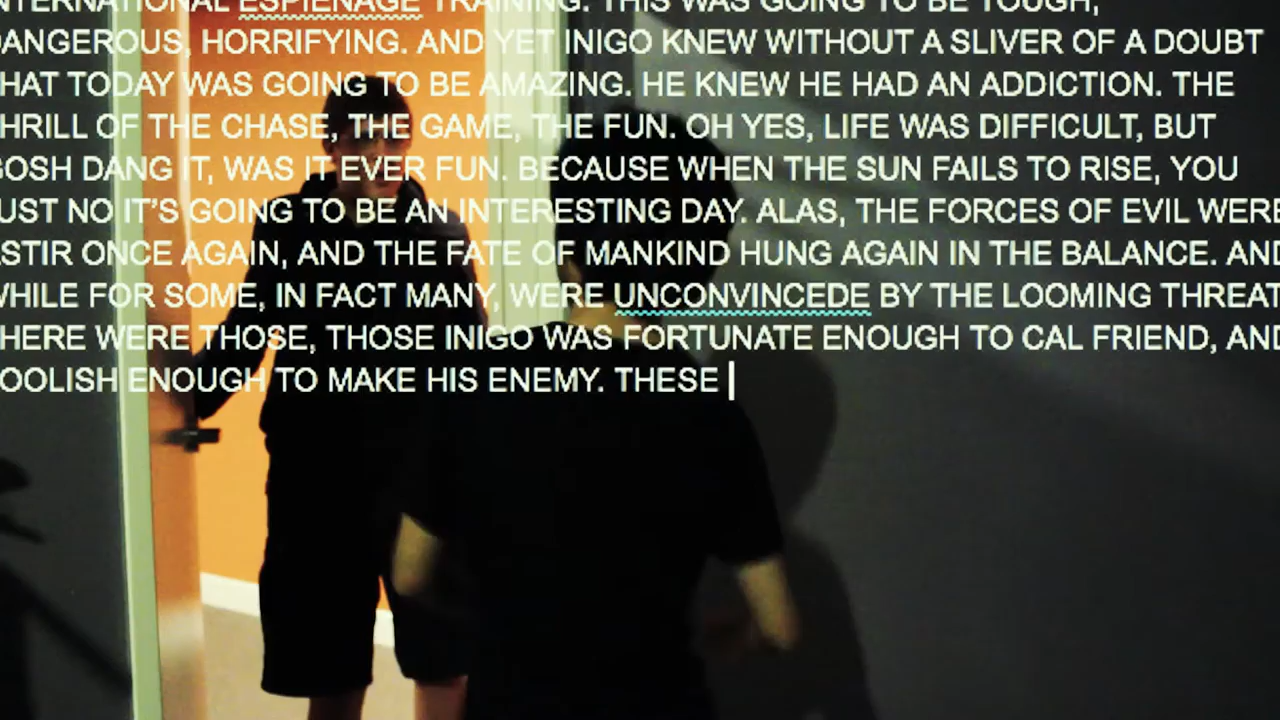 NTERNATIONAL ESPIENAGE TRAINING. THIS WAS GOING TO BE TOUGH,
DANGEROUS, HORRIFYING. AND YET INIGO KNEW WITHOUT A SLIVER OF A DOUBT
HAT TODAY WAS GOING TO BE AMAZING. HE KNEW HE HAD AN ADDICTION. THE
HRILL OF THE CHASE, THE GAME, THE FUN. OH YES, LIFE WAS DIFFICULT, BUT
GOSH DANG IT, WAS IT EVER FUN. BECAUSE WHEN THE SUN FAILS TO RISE, YOU
JUST NO IT'S GOING TO BE AN INTERESTING DAY. ALAS, THE FORCES OF EVIL WERE
ASTIR ONCE AGAIN, AND THE FATE OF MANKIND HUNG AGAIN IN THE BALANCE. AND
WHILE FOR SOME, IN FACT MANY, WERE UNCONVINCEDE BY THE LOOMING THREAT
HERE WERE THOSE, THOSE INIGO WAS FORTUNATE ENOUGH TO CAL FRIEND, AND
OOLISH ENOUGH TO MAKE HIS ENEMY. THESE